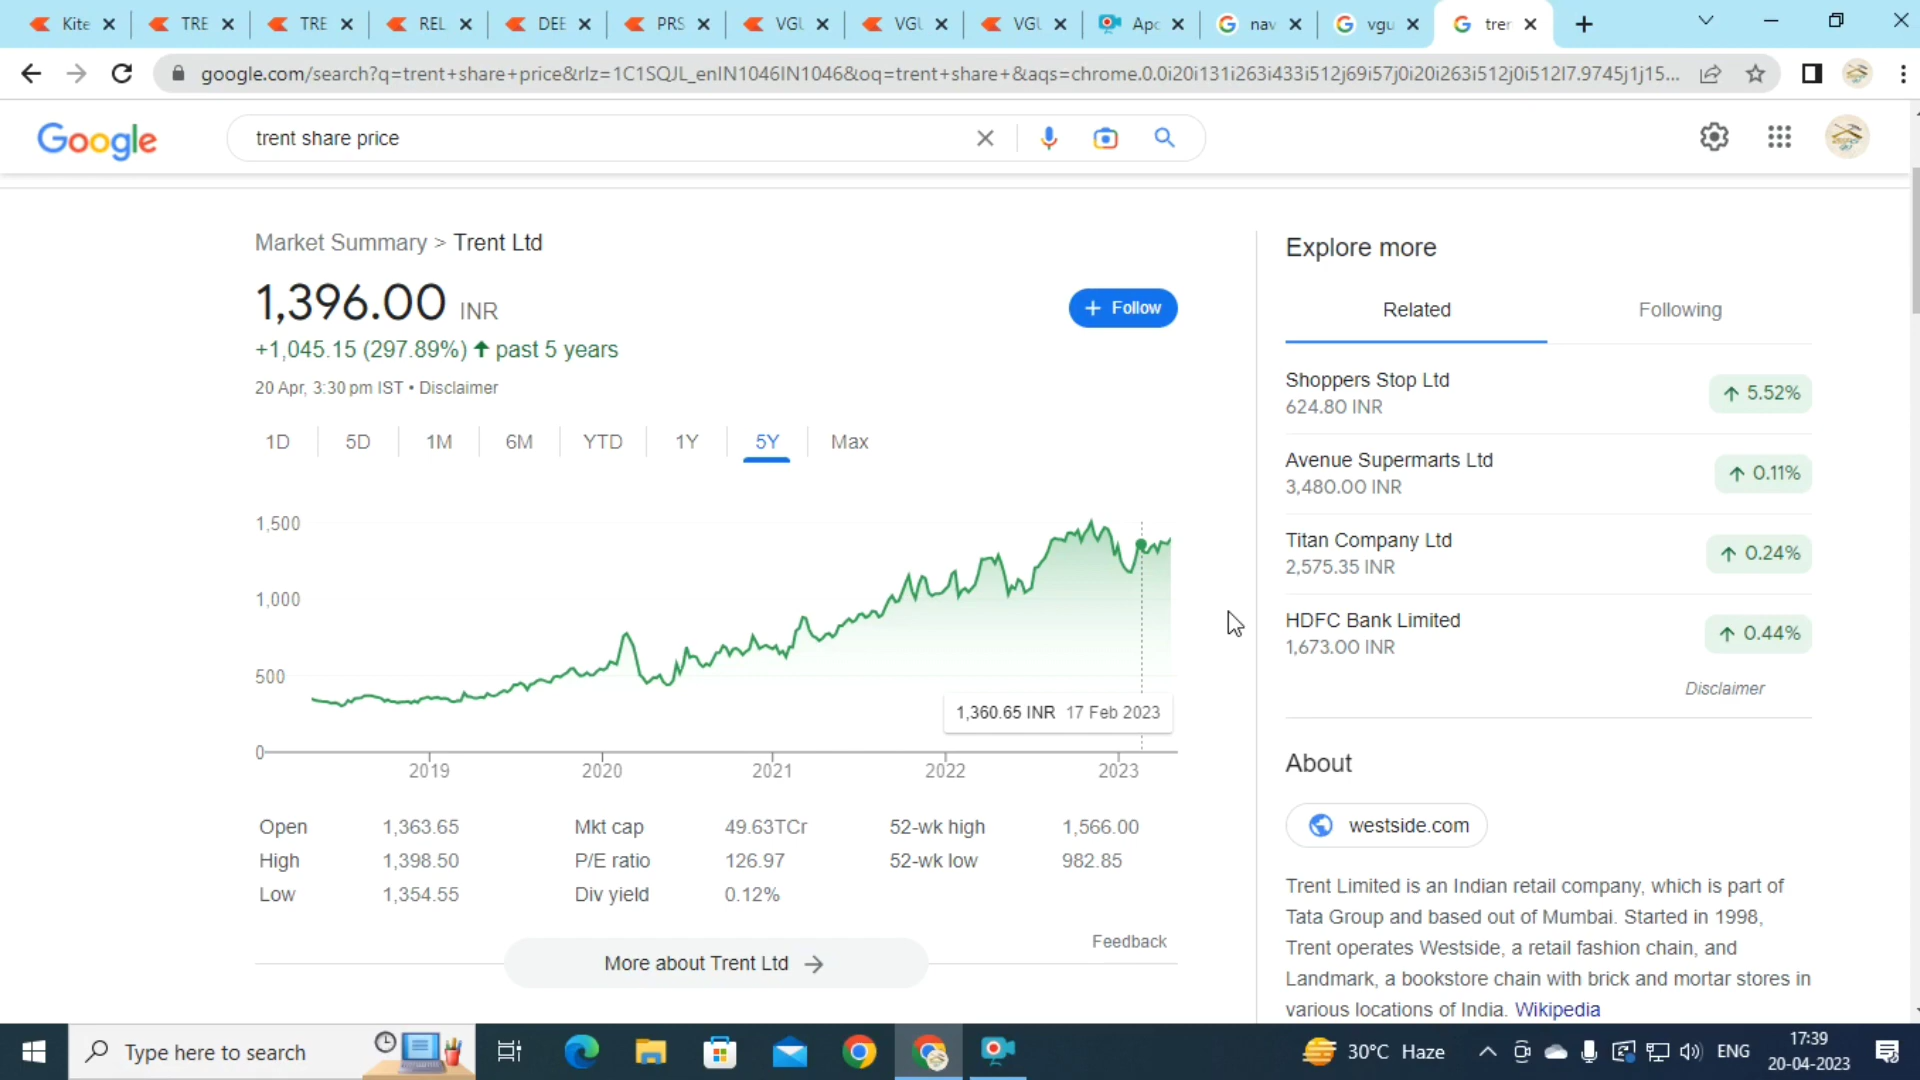 Kite
TRE
TRE
REL
DEE
PRS
VGU
VGU
VGU
Apo
nav
vgu
tren
google.com/search?q=trent+share+price&rlz=1C1SQJL_enIN1046IN1046&oq=trent+share+&aqs=chrome.0.0i20i131i263i433i512j69i57j0i20i263i512j0i512l7.9745j1j15...
Google
trent share price
Market Summary > Trent Ltd
1,396.00 INR
+ Follow
+1,045.15 (297.89%) ↑ past 5 years
20 Apr, 3:30 pm IST • Disclaimer
1D 5D 1M 6M YTD 1Y 5Y Max
1,500
1,000
500
0
1,360.65 INR 17 Feb 2023
2019 2020 2021 2022 2023
Open 1,363.65 Mkt cap 49.63TCr 52-wk high 1,566.00
High 1,398.50 P/E ratio 126.97 52-wk low 982.85
Low 1,354.55 Div yield 0.12%
Feedback
More about Trent Ltd →
Explore more
Related Following
Shoppers Stop Ltd
624.80 INR
↑ 5.52%
Avenue Supermarts Ltd
3,480.00 INR
↑ 0.11%
Titan Company Ltd
2,575.35 INR
↑ 0.24%
HDFC Bank Limited
1,673.00 INR
↑ 0.44%
Disclaimer
About
westside.com
Trent Limited is an Indian retail company, which is part of
Tata Group and based out of Mumbai. Started in 1998,
Trent operates Westside, a retail fashion chain, and
Landmark, a bookstore chain with brick and mortar stores in
various locations of India. Wikipedia
Type here to search
30°C Haze
ENG
17:39
20-04-2023